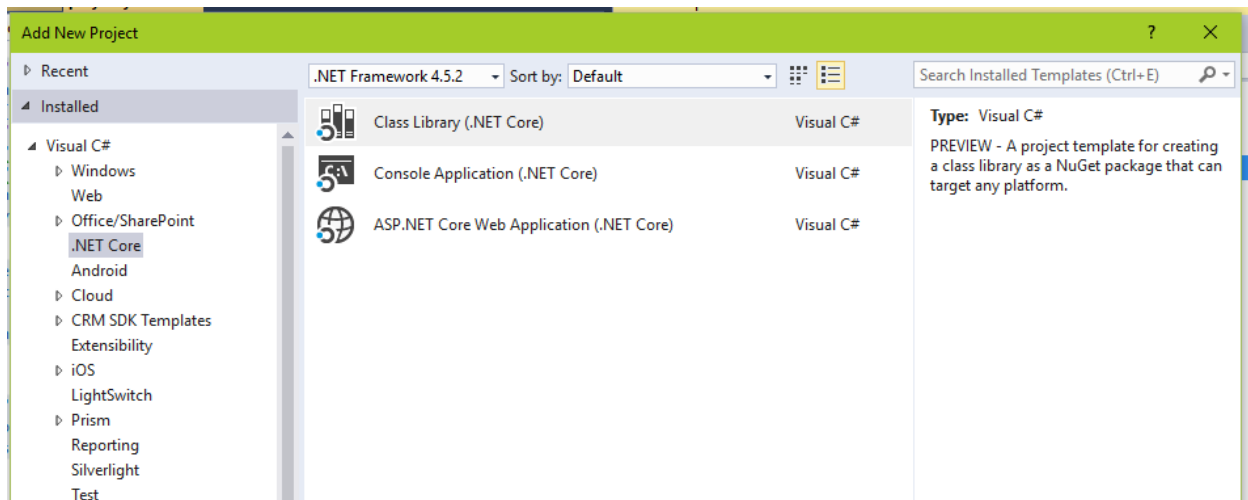 Add New Project
?
Recent
.NET Framework 4.5.2
Sort by: Default
Search Installed Templates (Ctrl+E)
Installed
Visual C#
Windows
Web
Office/SharePoint
.NET Core
Android
Cloud
CRM SDK Templates
Extensibility
iOS
LightSwitch
Prism
Reporting
Silverlight
Test
Class Library (.NET Core) Visual C#
Console Application (.NET Core) Visual C#
ASP.NET Core Web Application (.NET Core) Visual C#
Type: Visual C#
PREVIEW - A project template for creating
a class library as a NuGet package that can
target any platform.